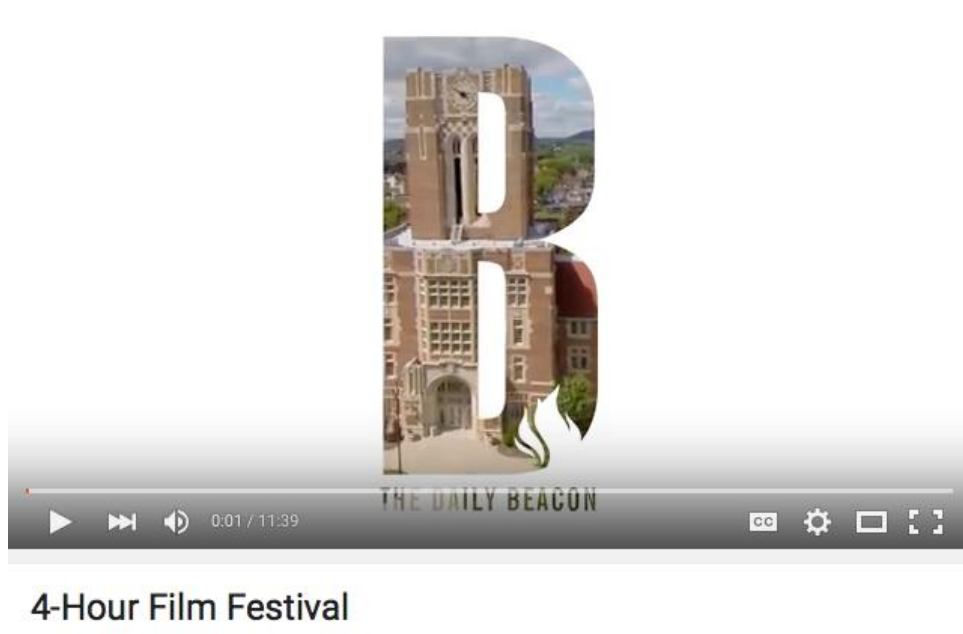 THE DAILY BEACON
0:01 / 11:39
CC
4-Hour Film Festival